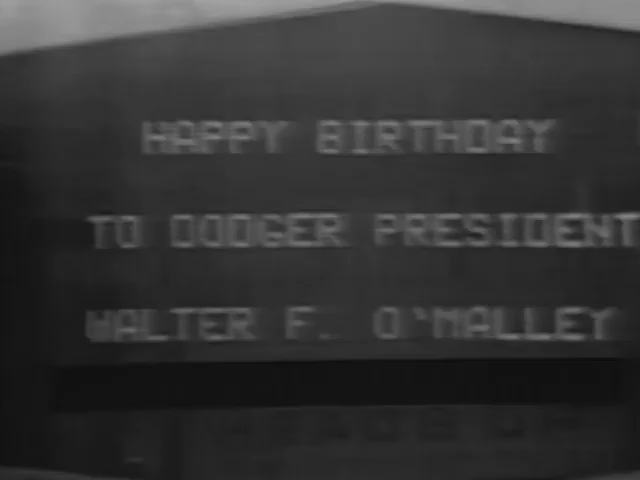 HAPPY BIRTHDAY
TO DODGER PRESIDENT
WALTER F. O'MALLEY